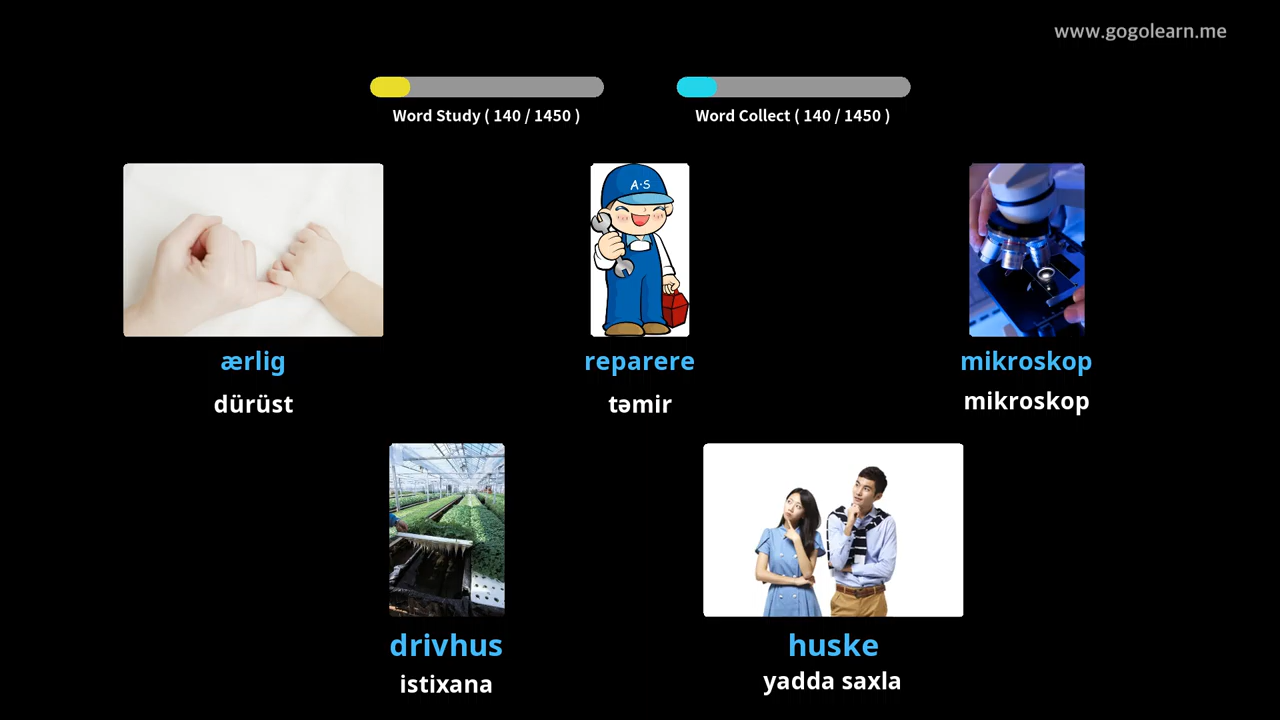 www.gogolearn.me
Word Study ( 140 / 1450 )
Word Collect ( 140 / 1450 )
A·S
ærlig
reparere
mikroskop
dürüst
təmir
mikroskop
drivhus
huske
istixana
yadda saxla